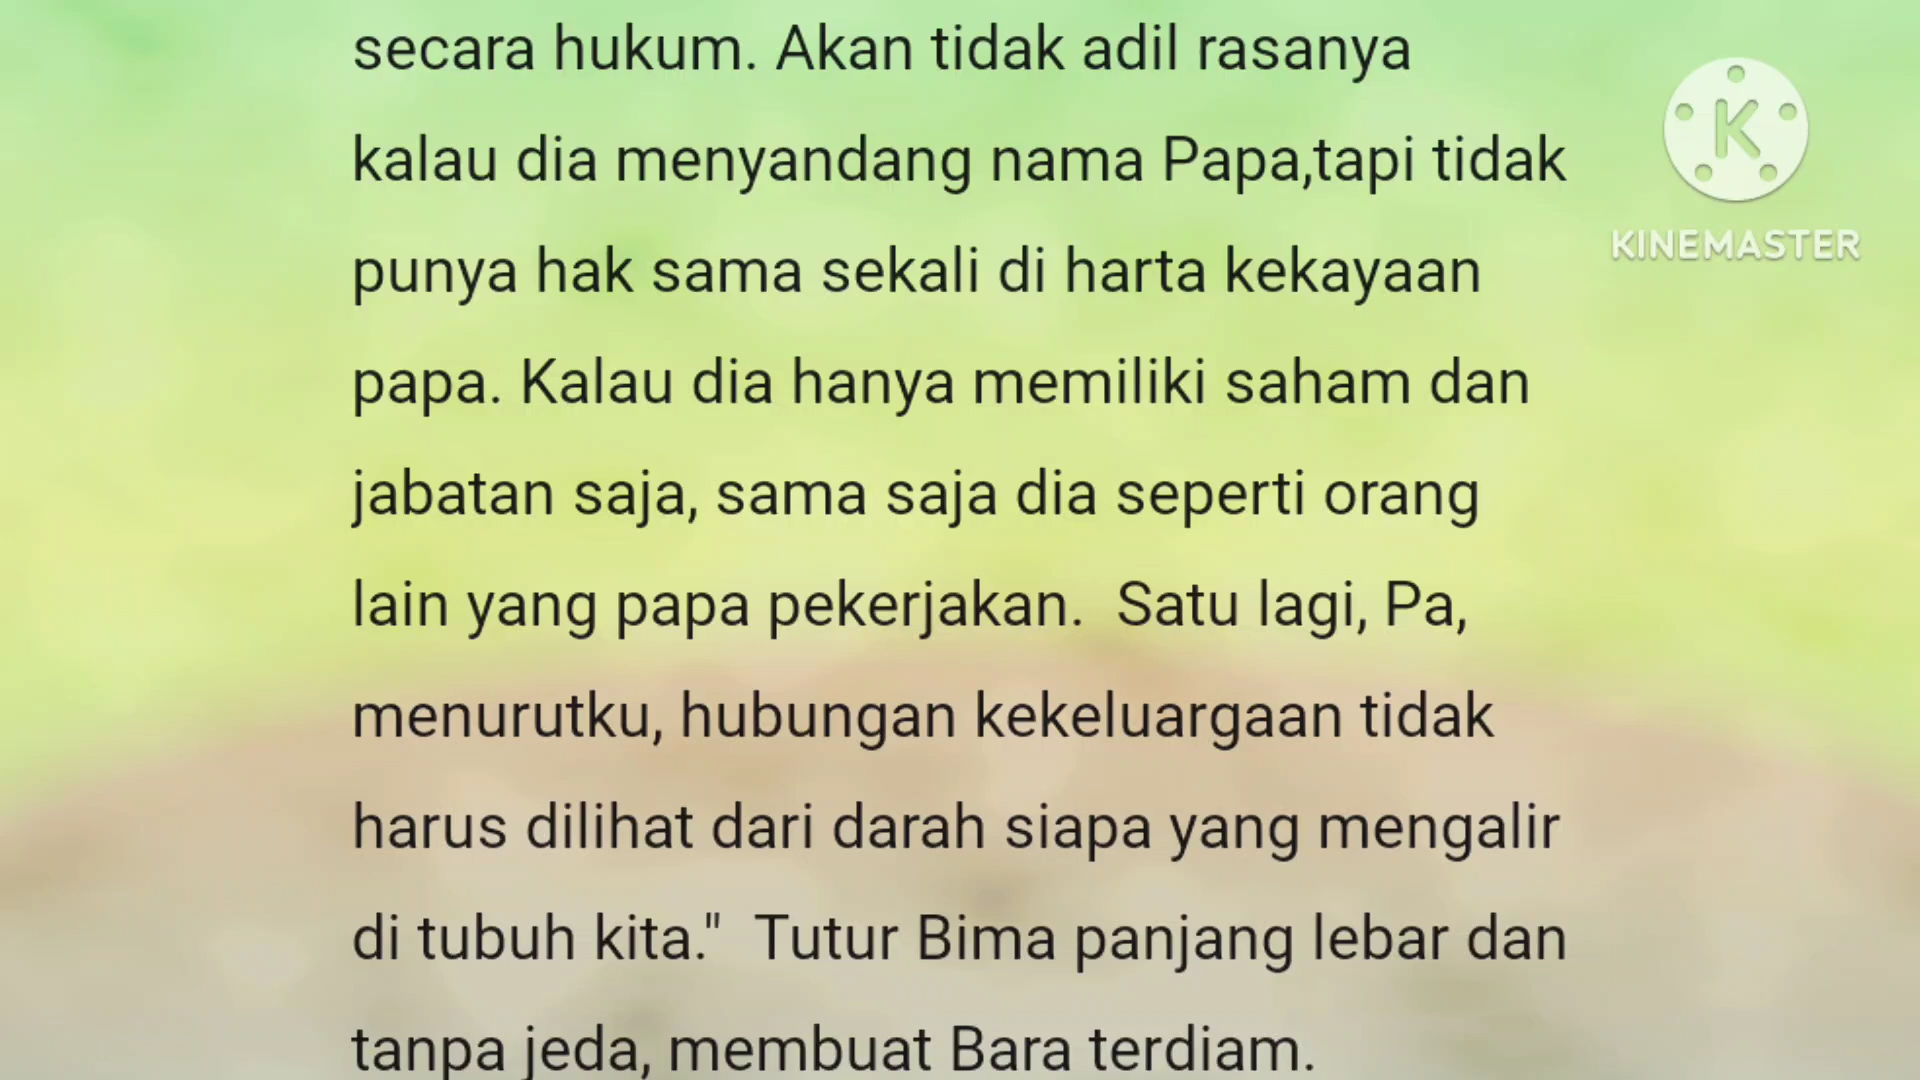 secara hukum. Akan tidak adil rasanya
kalau dia menyandang nama Papa,tapi tidak
punya hak sama sekali di harta kekayaan
papa. Kalau dia hanya memiliki saham dan
jabatan saja, sama saja dia seperti orang
lain yang papa pekerjakan.  Satu lagi, Pa,
menurutku, hubungan kekeluargaan tidak
harus dilihat dari darah siapa yang mengalir
di tubuh kita."  Tutur Bima panjang lebar dan
tanpa jeda, membuat Bara terdiam.
K
KINEMASTER